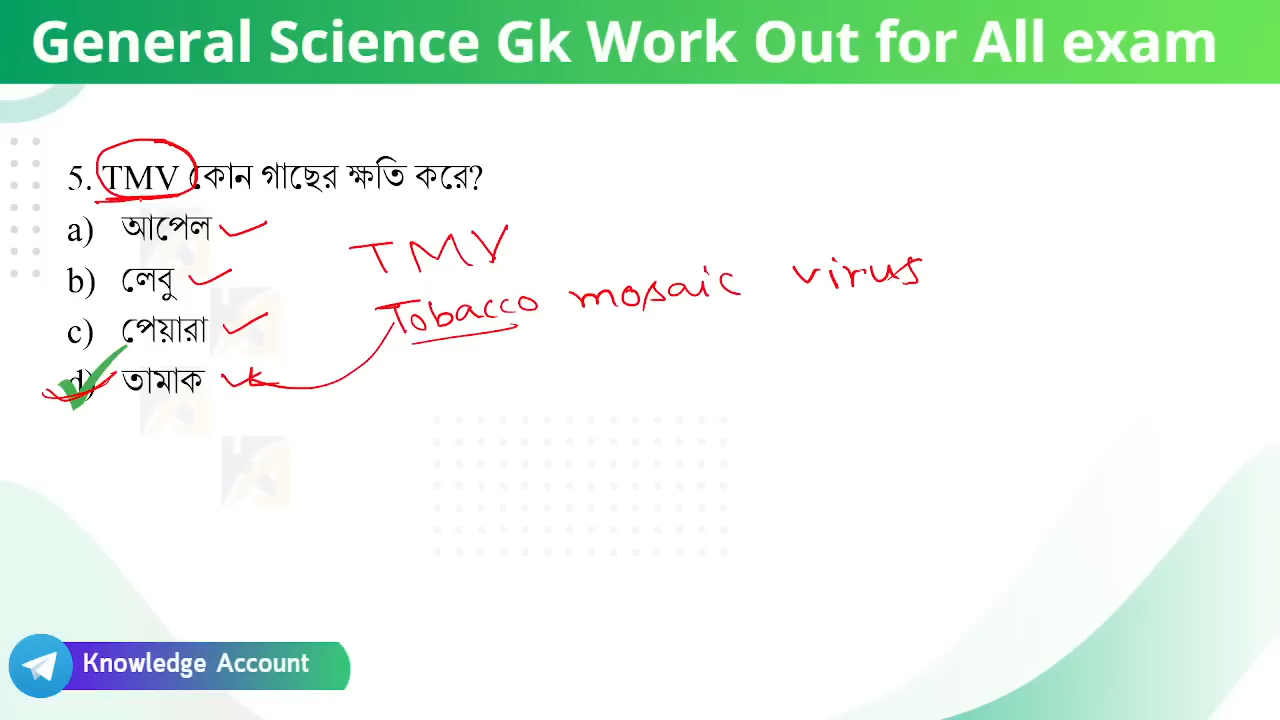 General Science Gk Work Out for All exam
5. TMV কোন গাছের ক্ষতি করে?
a) আপেল
b) লেবু
c) পেয়ারা
d) তামাক
TMV
Tobacco mosaic virus
Knowledge Account